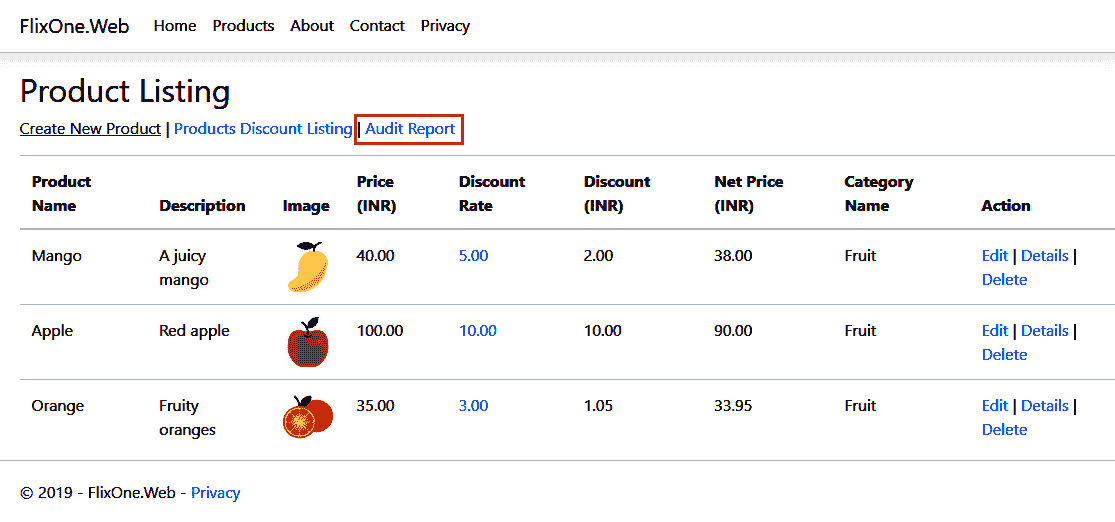 FlixOne.Web Home Products About Contact Privacy
Product Listing
Create New Product | Products Discount Listing | Audit Report
Product Name Description Image Price (INR) Discount Rate Discount (INR) Net Price (INR) Category Name Action
Mango A juicy mango 40.00 5.00 2.00 38.00 Fruit Edit | Details | Delete
Apple Red apple 100.00 10.00 10.00 90.00 Fruit Edit | Details | Delete
Orange Fruity oranges 35.00 3.00 1.05 33.95 Fruit Edit | Details | Delete
© 2019 - FlixOne.Web - Privacy